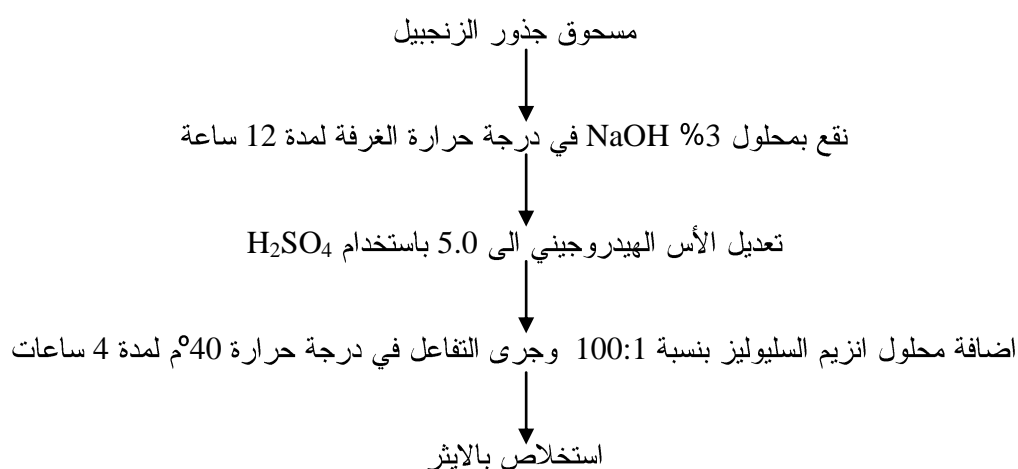 مسحوق جذور الزنجبيل
نقع بمحلول 3% NaOH في درجة حرارة الغرفة لمدة 12 ساعة
تعديل الأس الهيدروجيني الى 5.0 باستخدام H₂SO₄
اضافة محلول انزيم السليوليز بنسبة 100:1 وجرى التفاعل في درجة حرارة 40ºم لمدة 4 ساعات
استخلاص بالايثر